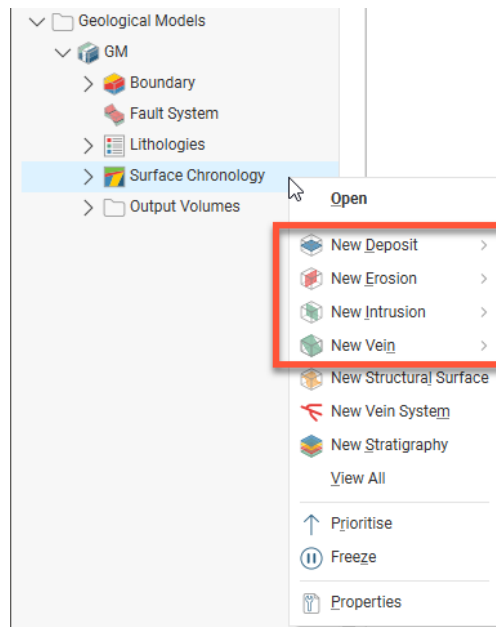 Geological Models
GM
Boundary
Fault System
Lithologies
Surface Chronology
Output Volumes
Open
New Deposit
New Erosion
New Intrusion
New Vein
New Structural Surface
New Vein System
New Stratigraphy
View All
Prioritise
Freeze
Properties